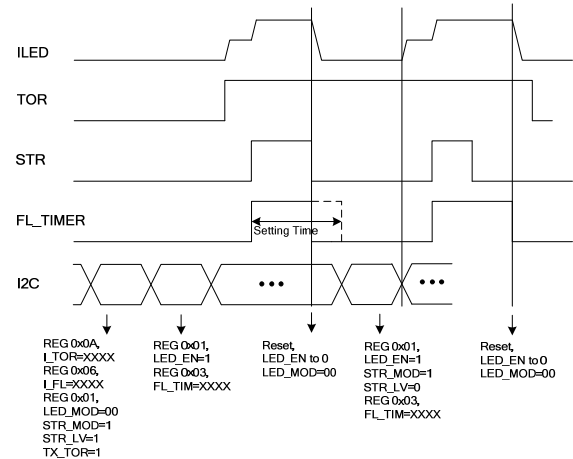 ILED
TOR
STR
FL_TIMER
Setting Time
I2C
•••
•••
REG 0x0A,
I_TOR=XXXX
REG 0x06,
I_FL=XXXX
REG 0x01,
LED_MOD=00
STR_MOD=1
STR_LV=1
TX_TOR=1
REG 0x01,
LED_EN=1
REG 0x03,
FL_TIM=XXXX
Reset,
LED_EN to 0
LED_MOD=00
REG 0x01,
LED_EN=1
STR_MOD=1
STR_LV=0
REG 0x03,
FL_TIM=XXXX
Reset,
LED_EN to 0
LED_MOD=00